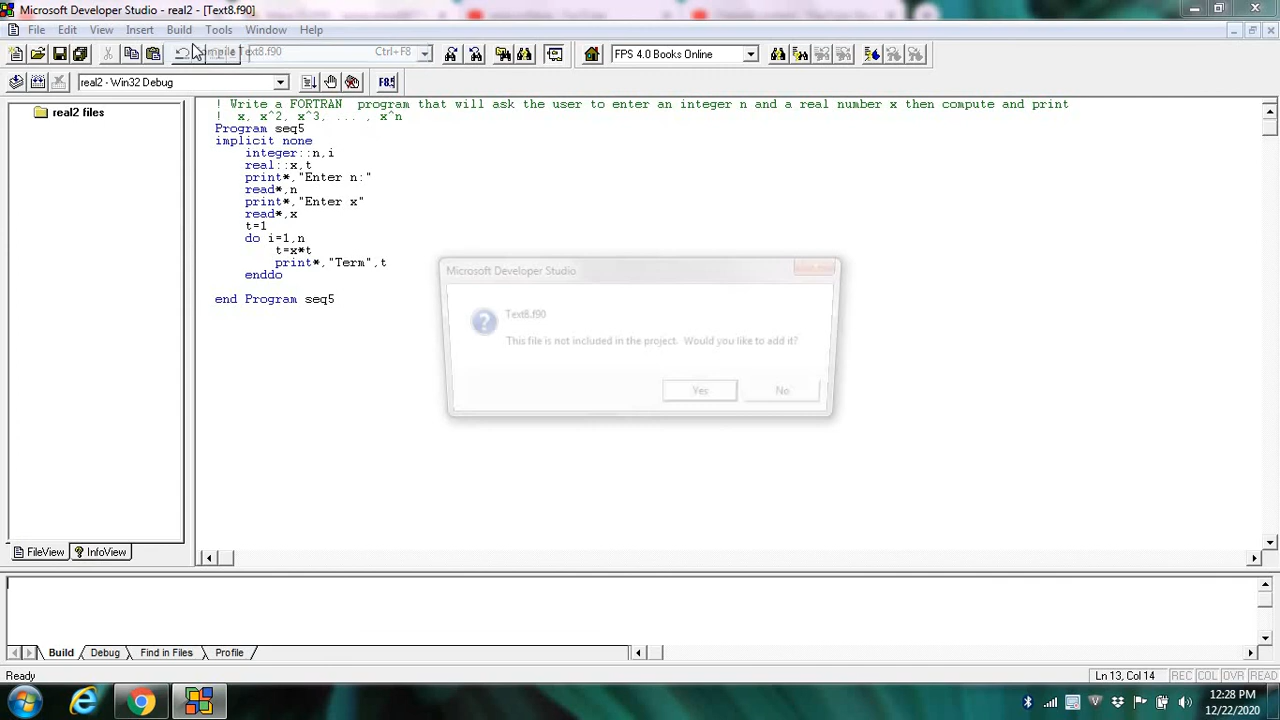 Microsoft Developer Studio - real2 - [Text8.f90]
File Edit View Insert Build Tools Window Help
Compile Text8.f90 Ctrl+F8
FPS 4.0 Books Online
real2 - Win32 Debug
real2 files
! Write a FORTRAN program that will ask the user to enter an integer n and a real number x then compute and print
! x, x^2, x^3, ... , x^n
Program seq5
implicit none
integer::n,i
real::x,t
print*,"Enter n:"
read*,n
print*,"Enter x"
read*,x
t=1
do i=1,n
t=x*t
print*,"Term",t
enddo
end Program seq5
Microsoft Developer Studio
Text8.f90
This file is not included in the project. Would you like to add it?
Yes No
FileView InfoView
Build Debug Find in Files Profile
Ready
Ln 13, Col 14 REC COL OVR READ
12:28 PM
12/22/2020